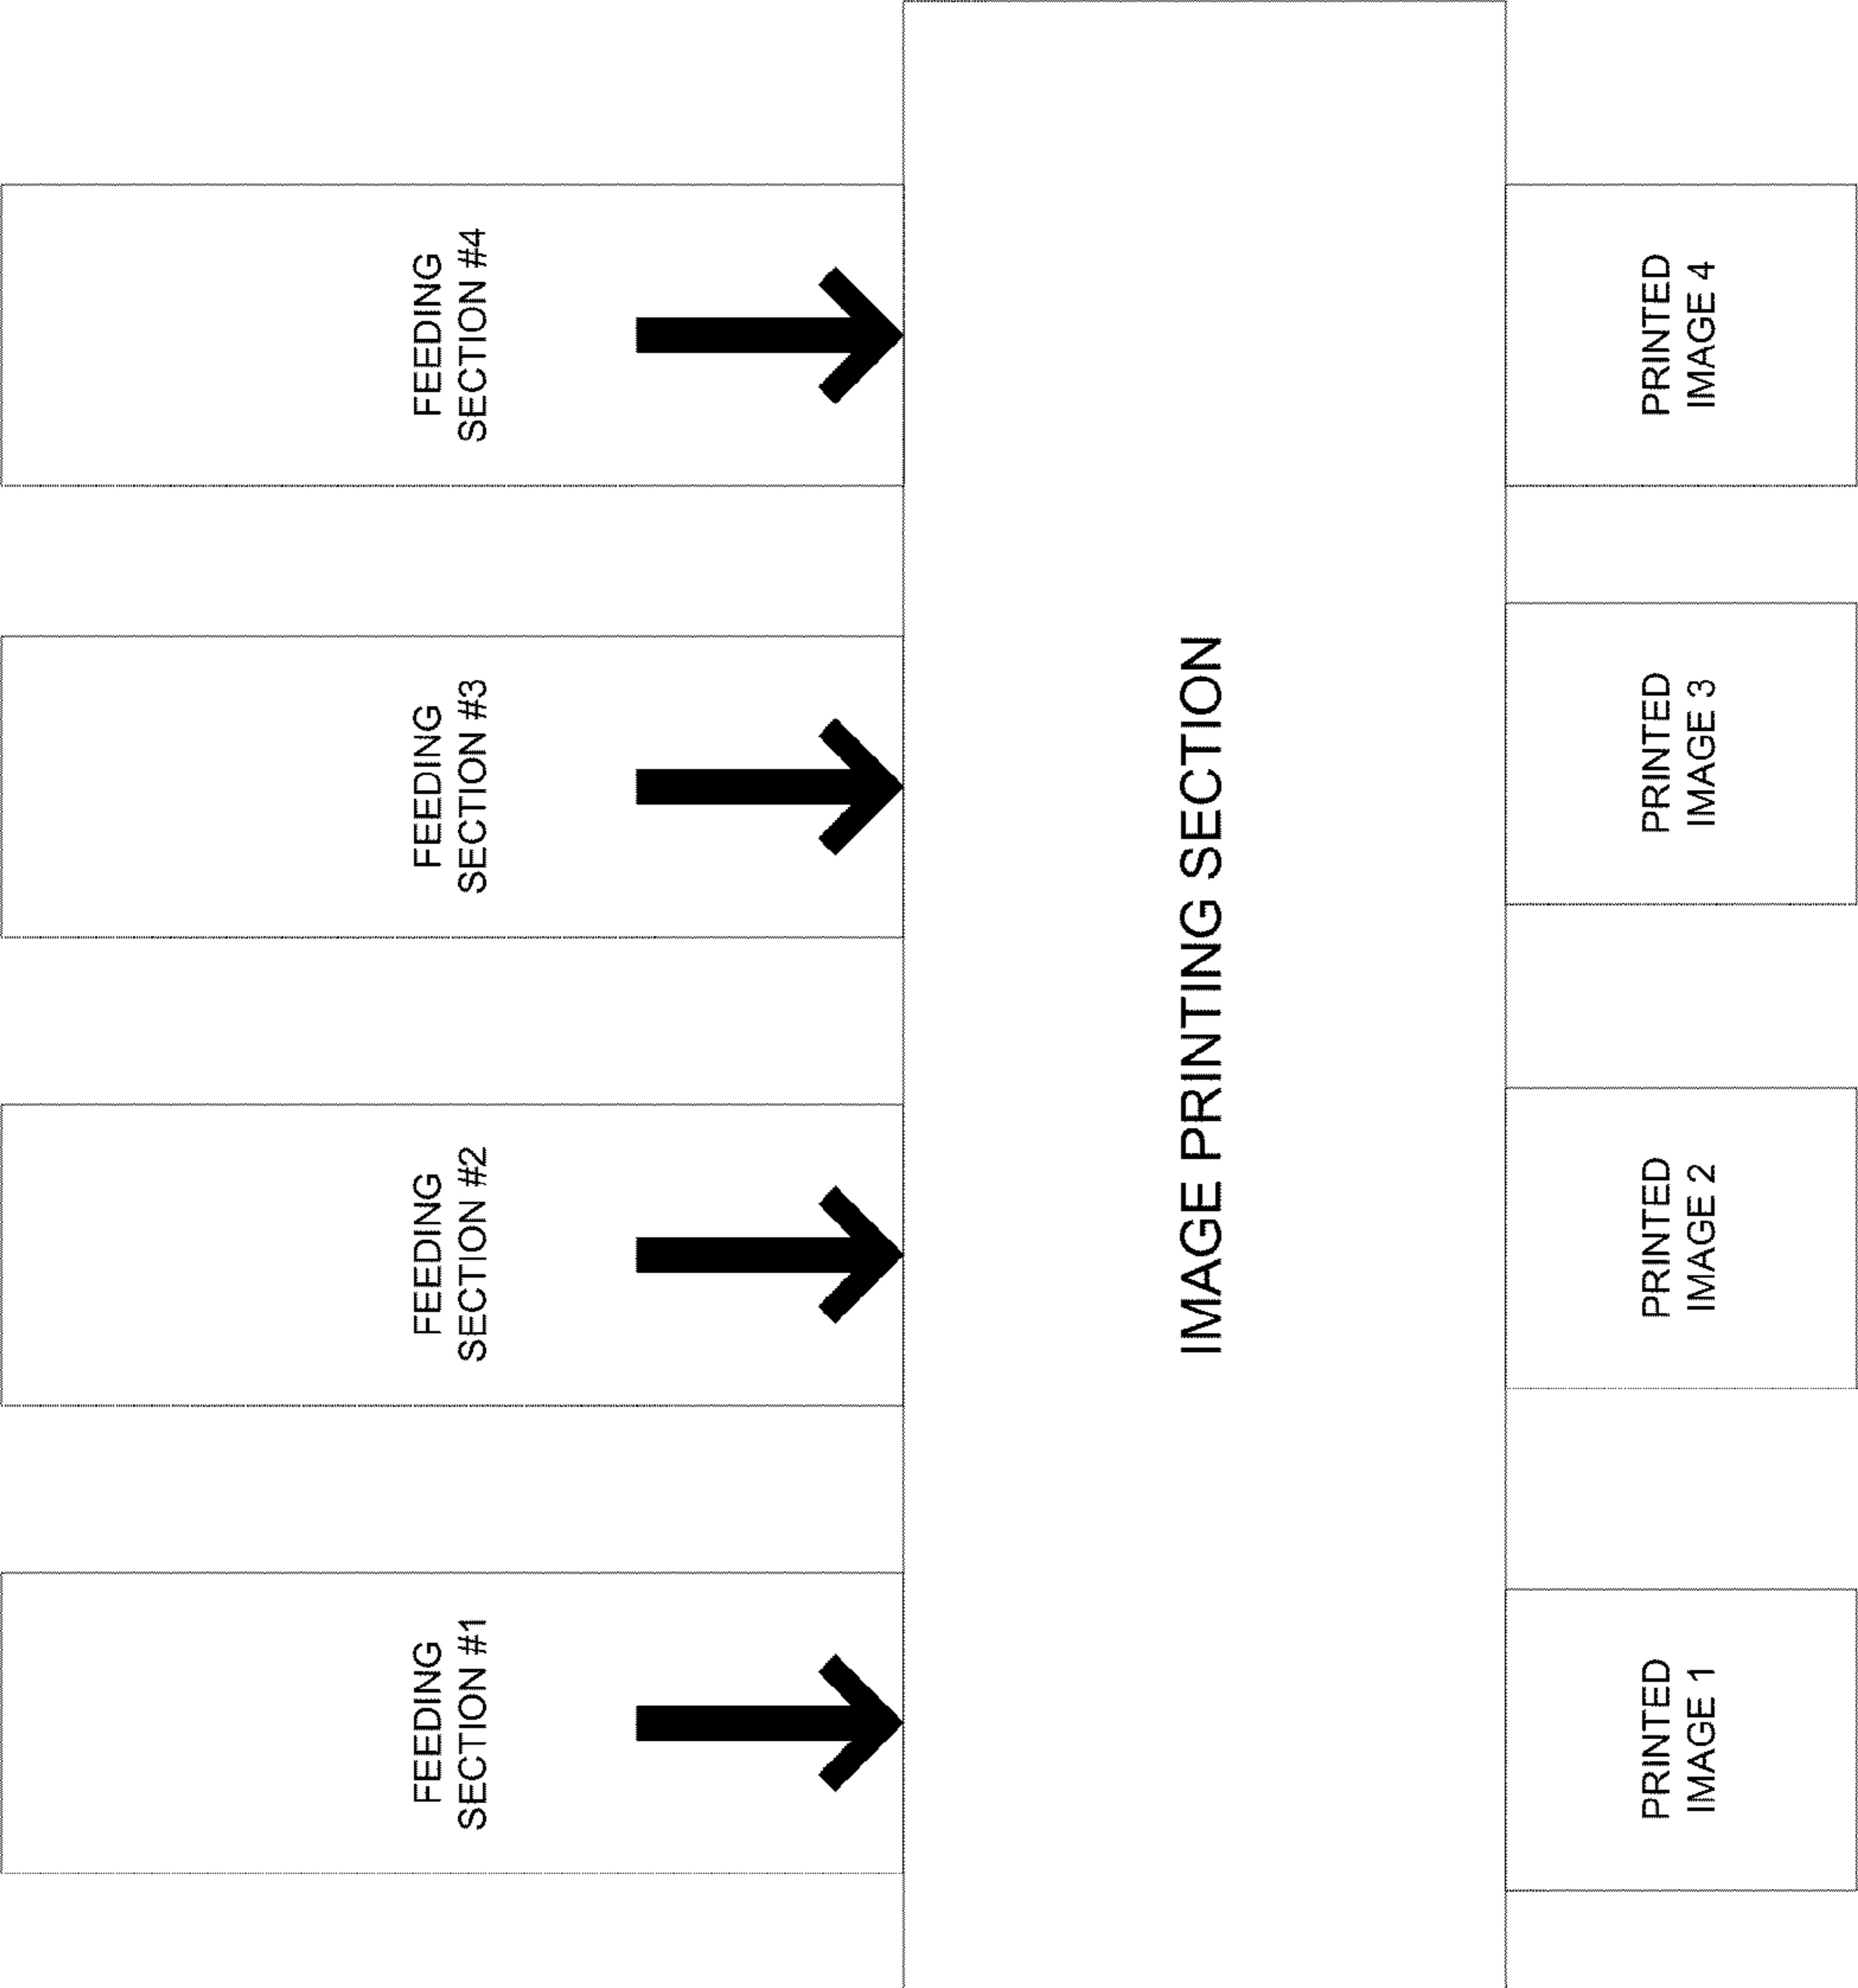 FEEDING
SECTION #1
FEEDING
SECTION #2
FEEDING
SECTION #3
FEEDING
SECTION #4
IMAGE PRINTING SECTION
PRINTED
IMAGE 1
PRINTED
IMAGE 2
PRINTED
IMAGE 3
PRINTED
IMAGE 4